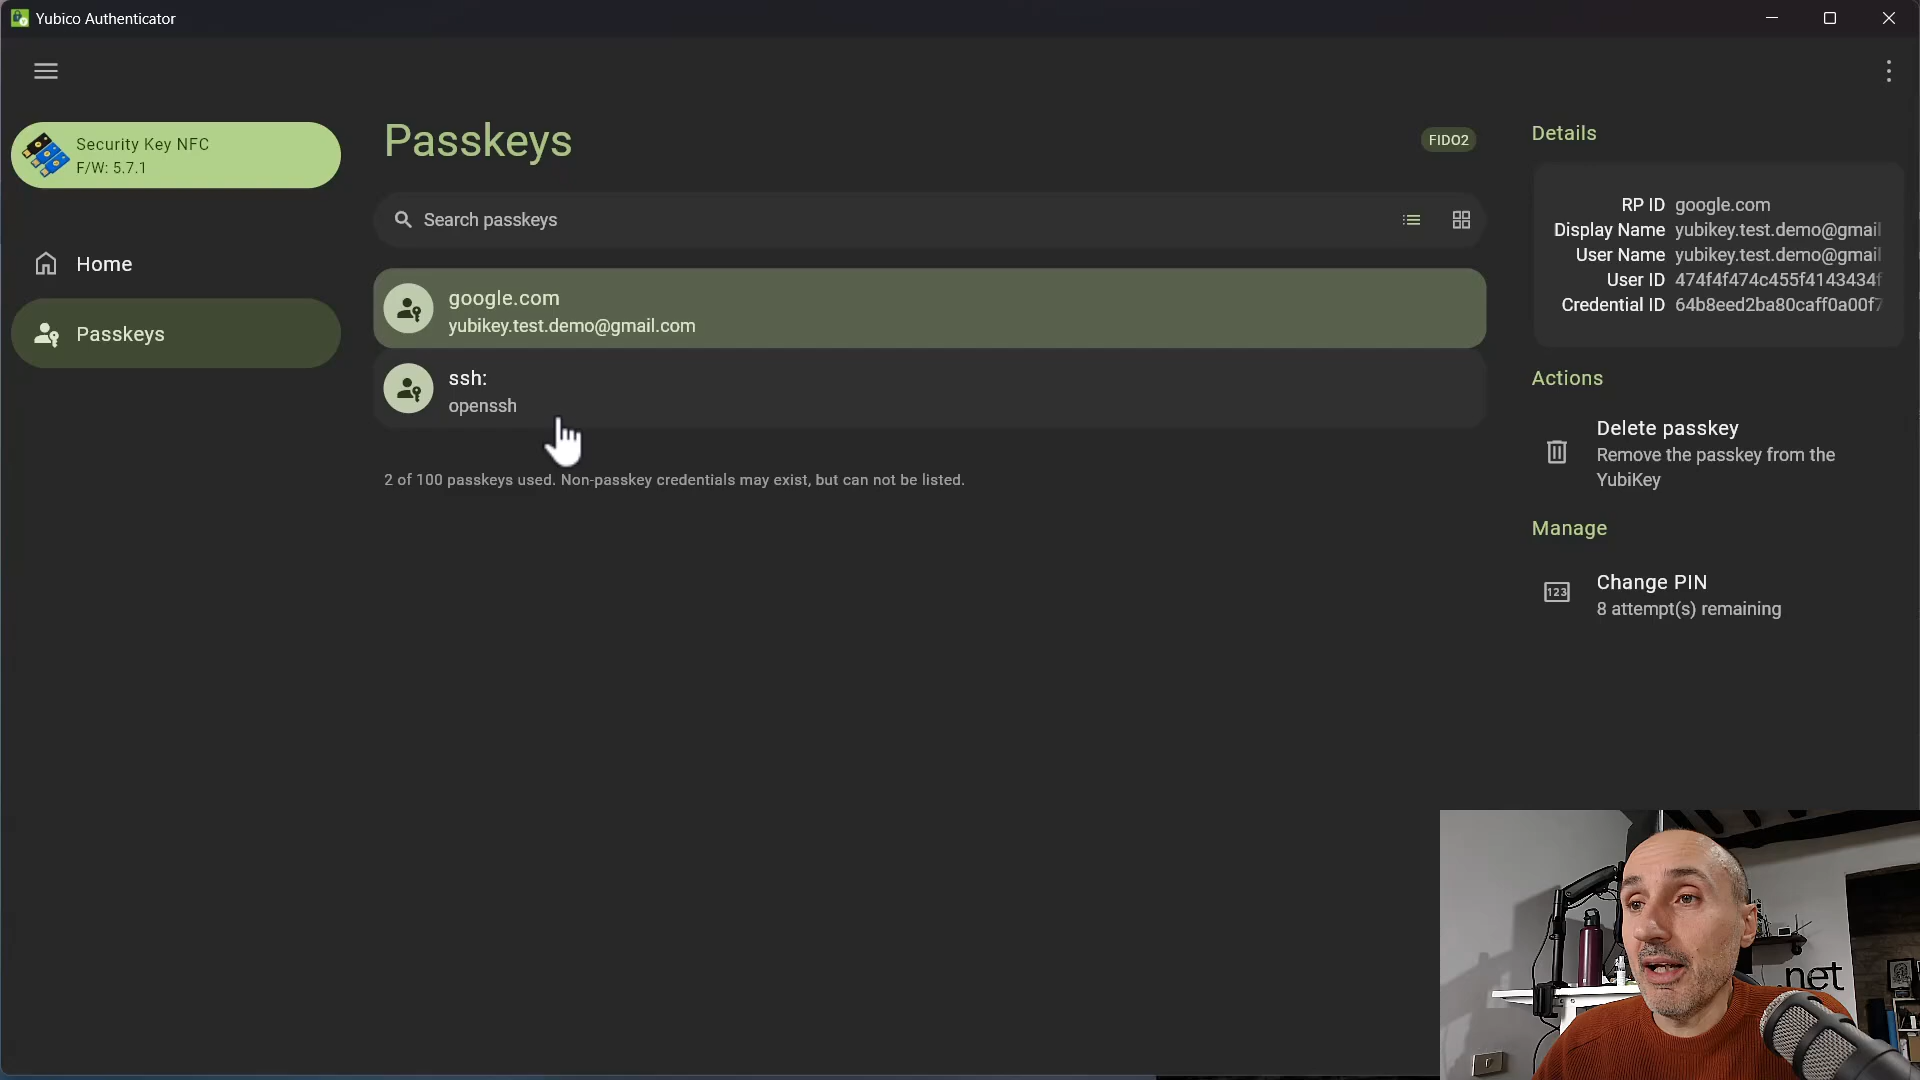 Yubico Authenticator
Security Key NFC
F/W: 5.7.1
Home
Passkeys
Passkeys
FIDO2
Search passkeys
google.com
yubikey.test.demo@gmail.com
ssh:
openssh
2 of 100 passkeys used. Non-passkey credentials may exist, but can not be listed.
Details
RP ID google.com
Display Name yubikey.test.demo@gmail
User Name yubikey.test.demo@gmail
User ID 474f4f474c455f4143434f
Credential ID 64b8eed2ba80caff0a00f7
Actions
Delete passkey
Remove the passkey from the
YubiKey
Manage
123
Change PIN
8 attempt(s) remaining
.net